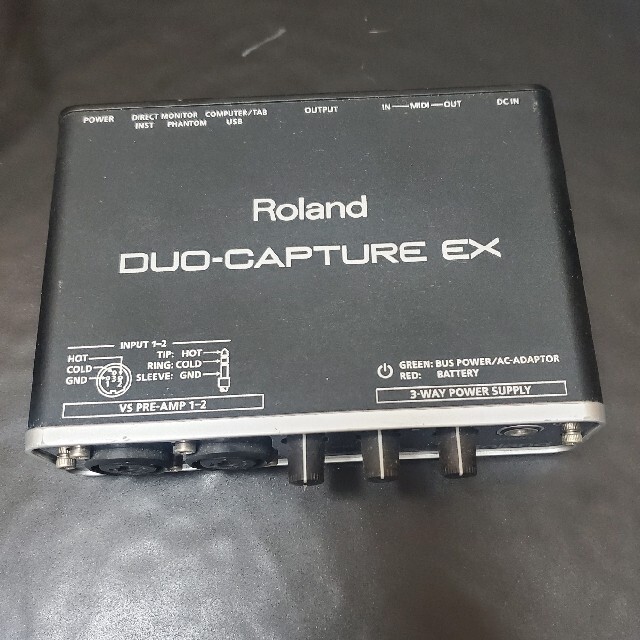 POWER DIRECT MONITOR COMPUTER/TAB OUTPUT IN MIDI OUT DC IN
INST PHANTOM USB
Roland
DUO-CAPTURE EX
INPUT 1-2
HOT TIP: HOT
COLD RING: COLD
GND SLEEVE: GND
VS PRE-AMP 1-2
GREEN: BUS POWER/AC-ADAPTOR
RED: BATTERY
3-WAY POWER SUPPLY